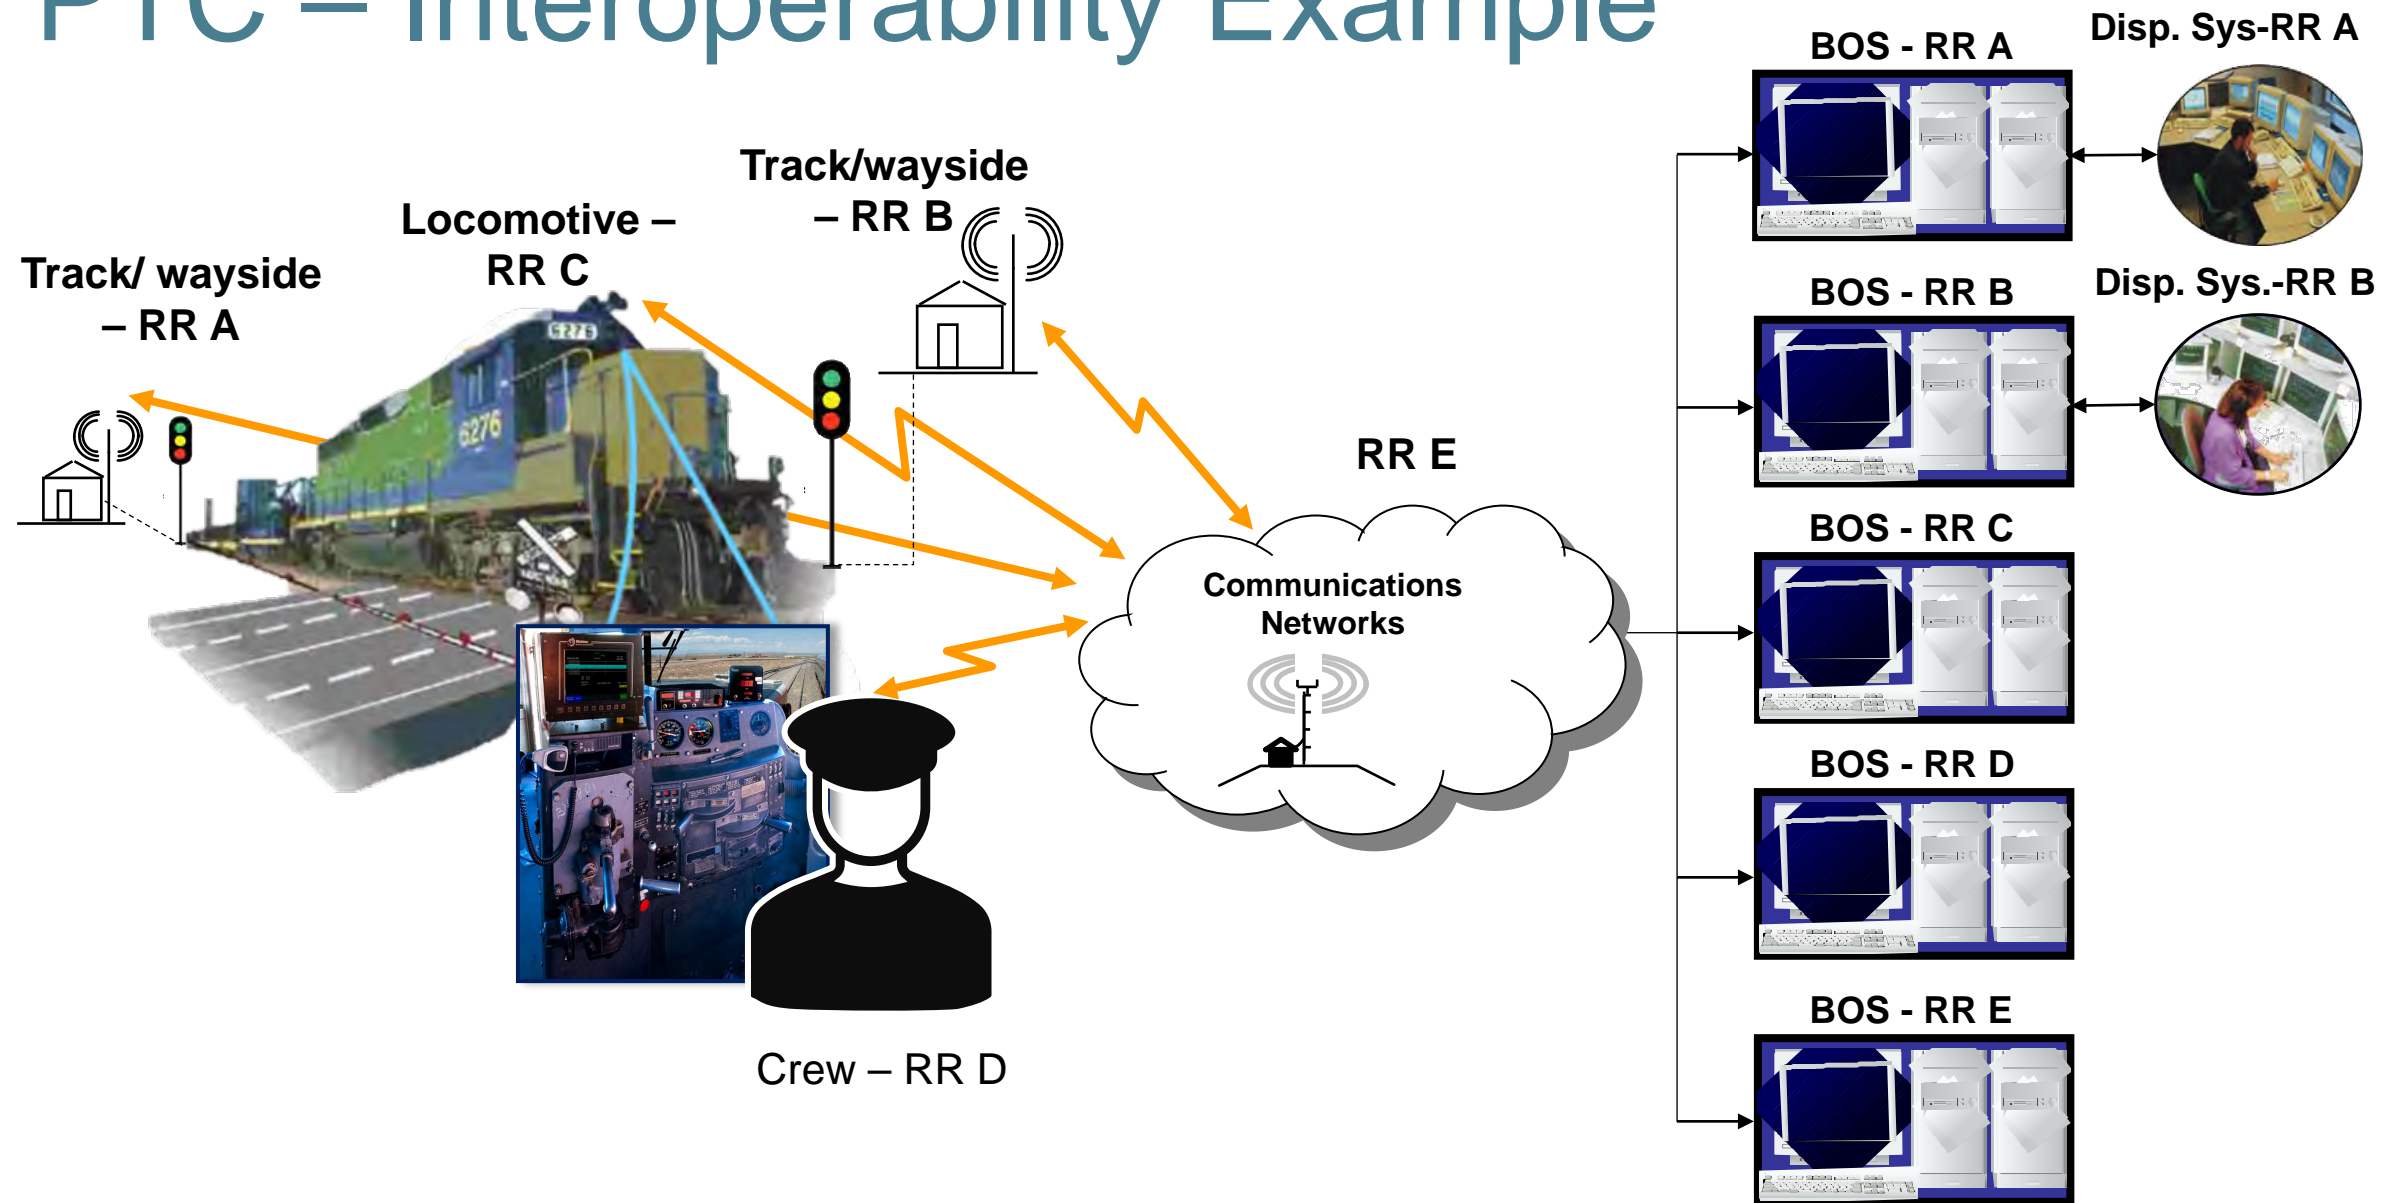 PTC – Interoperability Example
BOS - RR A
Disp. Sys-RR A
Track/wayside
– RR B
Locomotive –
RR C
Track/ wayside
– RR A
6276
6276
BOS - RR B
Disp. Sys.-RR B
RR E
Communications
Networks
BOS - RR C
BOS - RR D
BOS - RR E
Crew – RR D